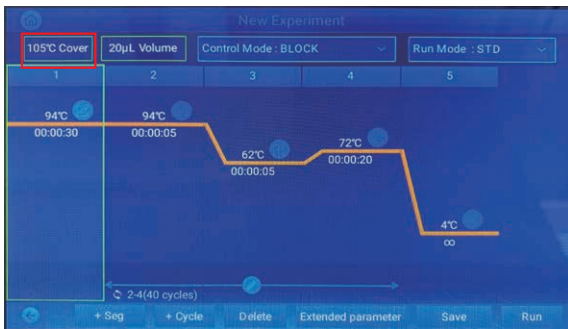 New Experiment
105℃ Cover
20μL Volume
Control Mode : BLOCK
Run Mode : STD
1
2
3
4
5
94℃
00:00:30
94℃
00:00:05
62℃
00:00:05
72℃
00:00:20
4℃
∞
2-4(40 cycles)
+ Seg
+ Cycle
Delete
Extended parameter
Save
Run